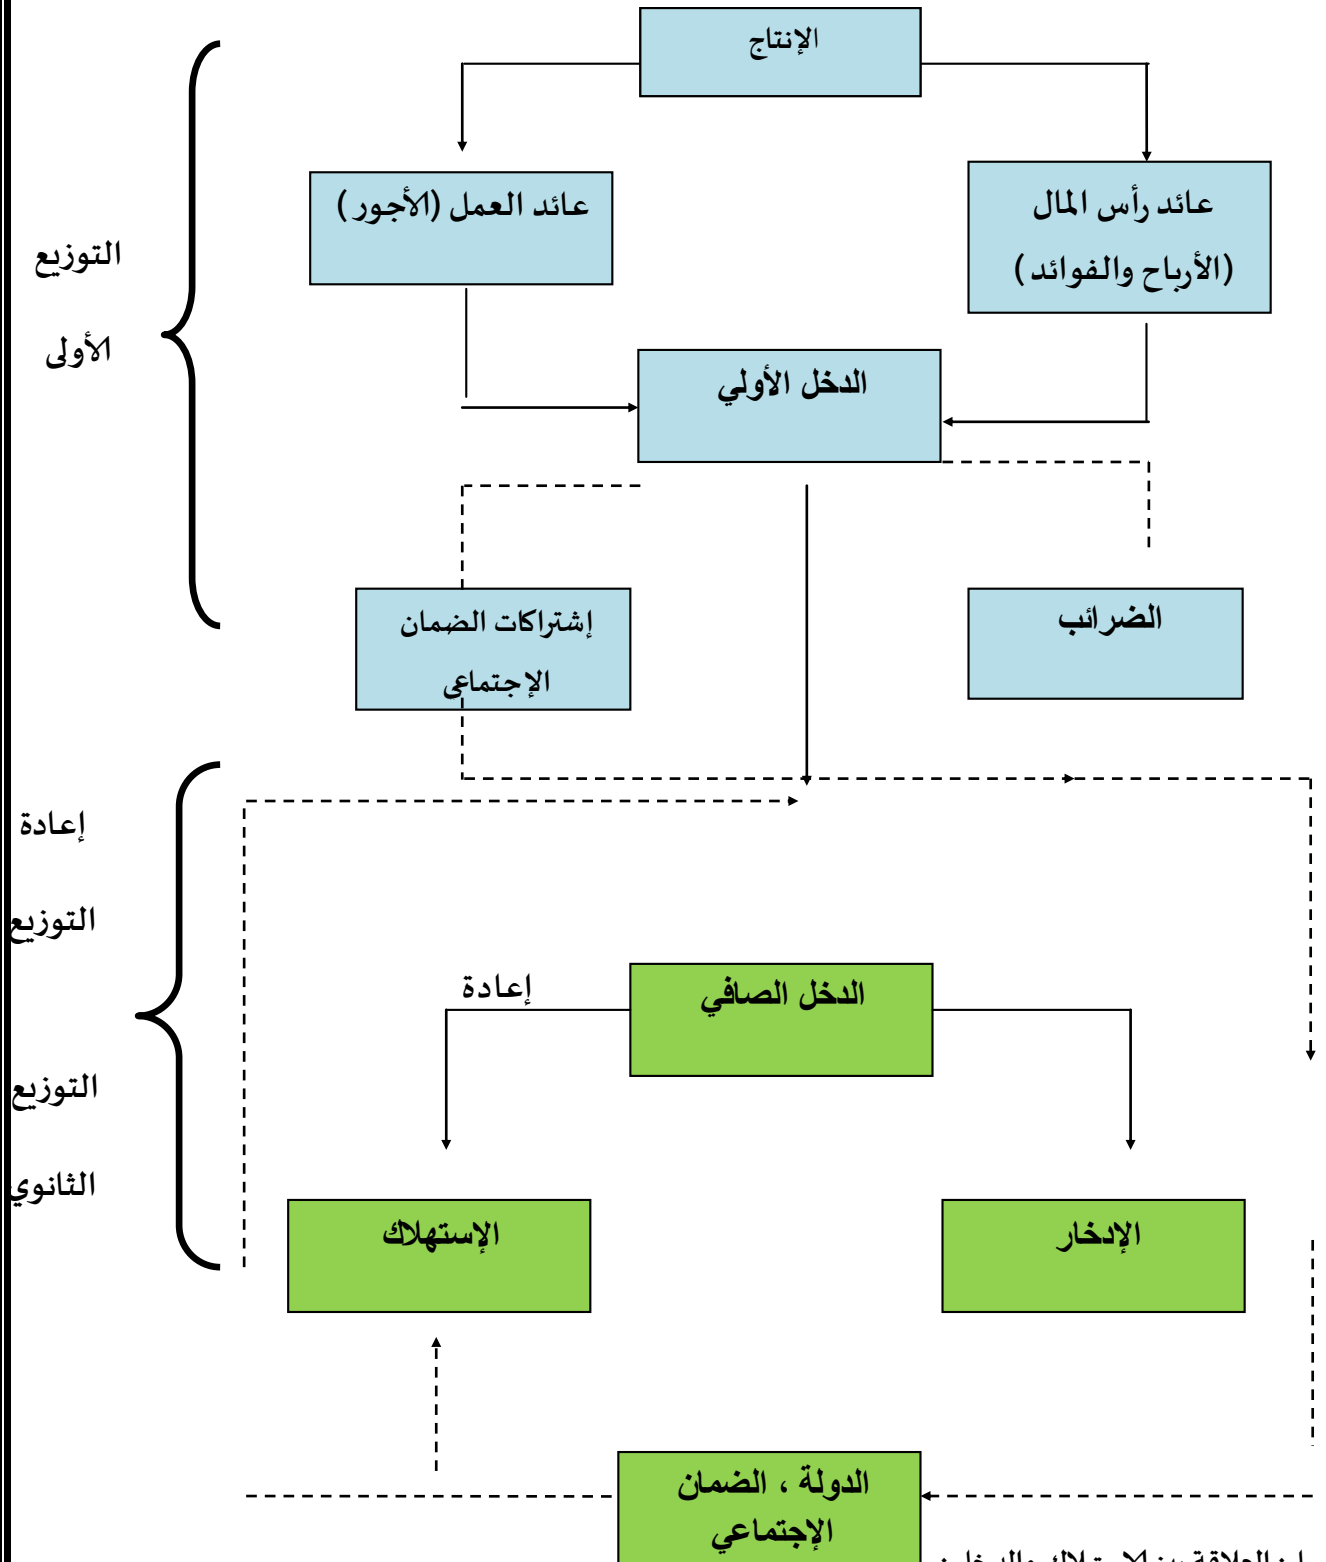 الإنتاج
عائد رأس المال
(الأرباح والفوائد)
عائد العمل (الأجور)
التوزيع
الأولى
الدخل الأولي
الضرائب
إشتراكات الضمان
الإجتماعى
إعادة
التوزيع
التوزيع
الثانوي
الدخل الصافي
إعادة
الإدخار
الإستهلاك
الدولة ، الضمان
الإجتماعي